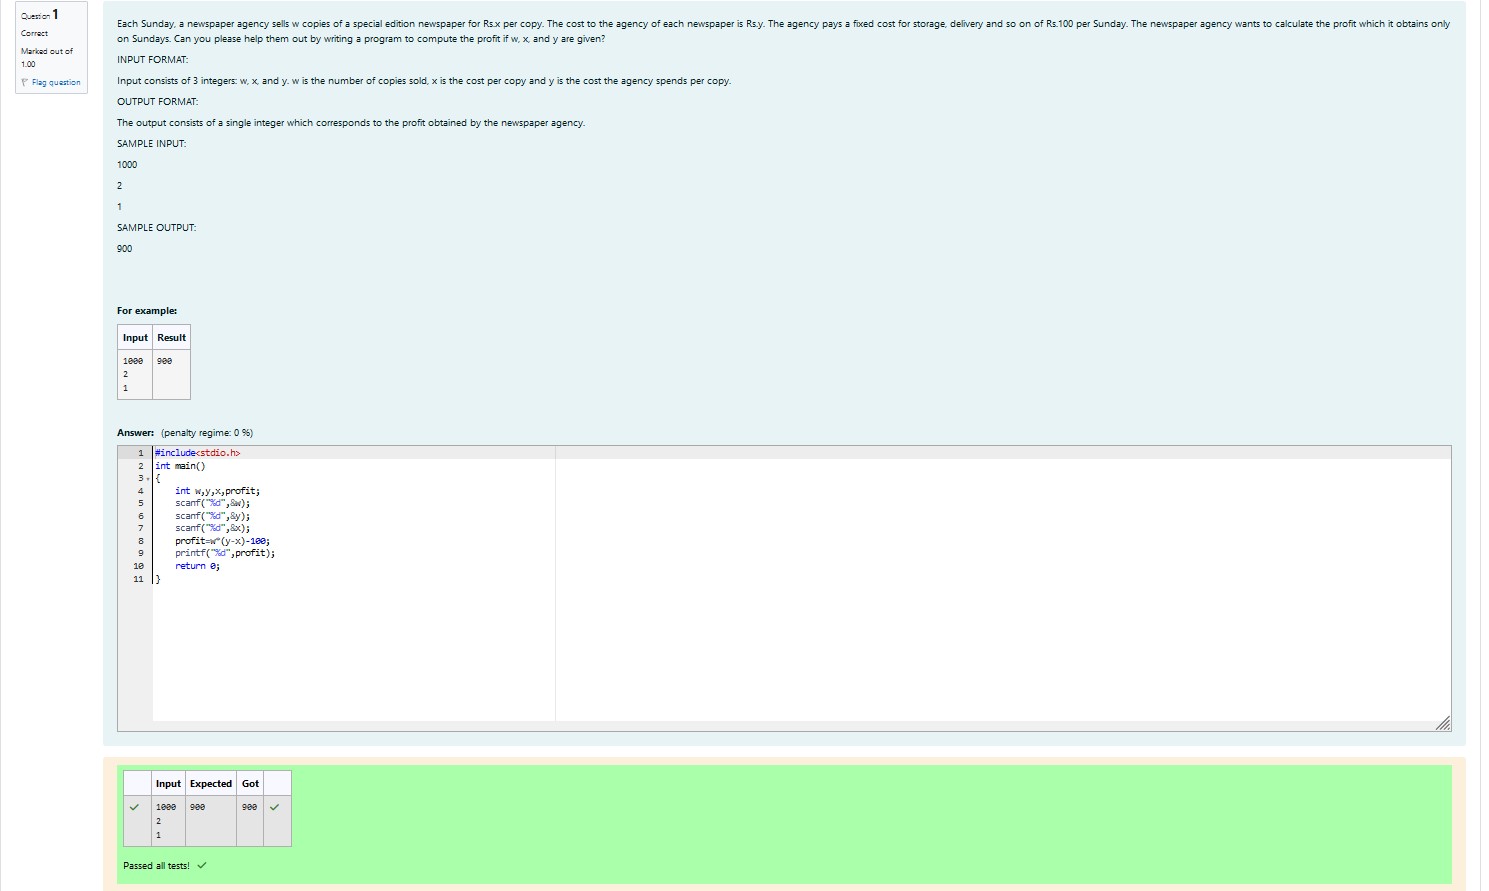 Question 1
Correct
Marked out of
1.00
Flag question
Each Sunday, a newspaper agency sells w copies of a special edition newspaper for Rs.x per copy. The cost to the agency of each newspaper is Rs.y. The agency pays a fixed cost for storage, delivery and so on of Rs.100 per Sunday. The newspaper agency wants to calculate the profit which it obtains only
on Sundays. Can you please help them out by writing a program to compute the profit if w, x, and y are given?
INPUT FORMAT:
Input consists of 3 integers: w, x, and y. w is the number of copies sold, x is the cost per copy and y is the cost the agency spends per copy.
OUTPUT FORMAT:
The output consists of a single integer which corresponds to the profit obtained by the newspaper agency.
SAMPLE INPUT:
1000
2
1
SAMPLE OUTPUT:
900
For example:
Input Result
1000 900
2
1
Answer: (penalty regime: 0 %)
1 #include<stdio.h>
2 int main()
3 {
4 int w,y,x,profit;
5 scanf("%d",&w);
6 scanf("%d",&y);
7 scanf("%d",&x);
8 profit=w*(y-x)-100;
9 printf("%d",profit);
10 return 0;
11 }
Input Expected Got
1000 900 900
2
1
Passed all tests!